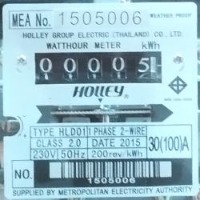 MEA No. 1505006 WEATHER PROOF
HOLLEY GROUP ELECTRIC (THAILAND) CO., LTD.
WATTHOUR METER kWh
0 0 0 0 5
HOLLEY
TYPE HLD01 1 PHASE 2-WIRE
CLASS 2.0 DATE 2015 30(100)A
230V 50Hz 200rev/kWh
NO.
1505006
SUPPLIED BY METROPOLITAN ELECTRICITY AUTHORITY